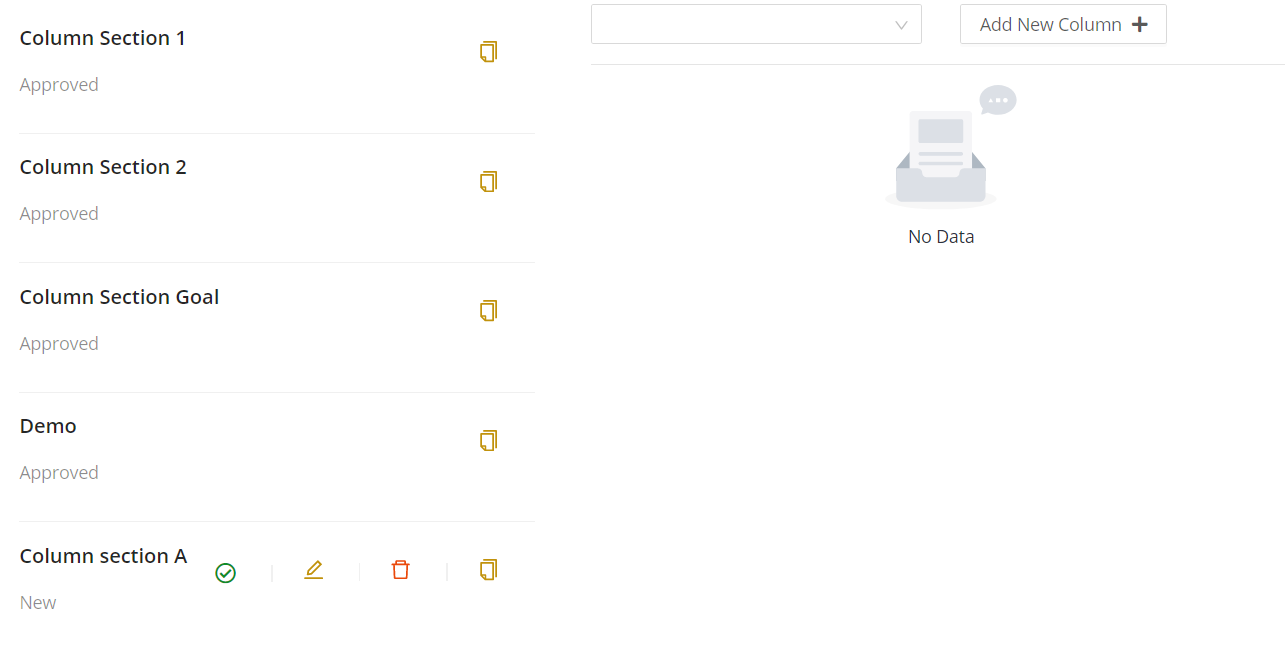 Column Section 1
Approved
Column Section 2
Approved
Column Section Goal
Approved
Demo
Approved
Column section A
New
Add New Column
No Data